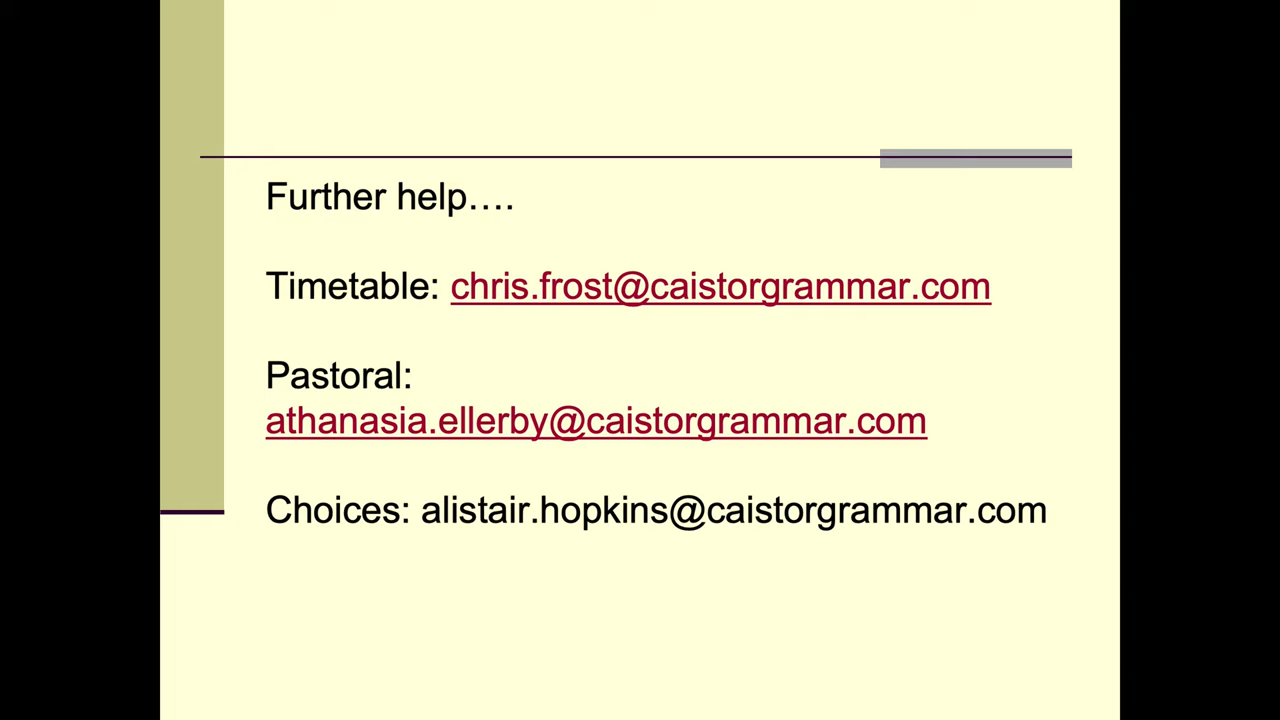 Further help….
Timetable: chris.frost@caistorgrammar.com
Pastoral:
athanasia.ellerby@caistorgrammar.com
Choices: alistair.hopkins@caistorgrammar.com